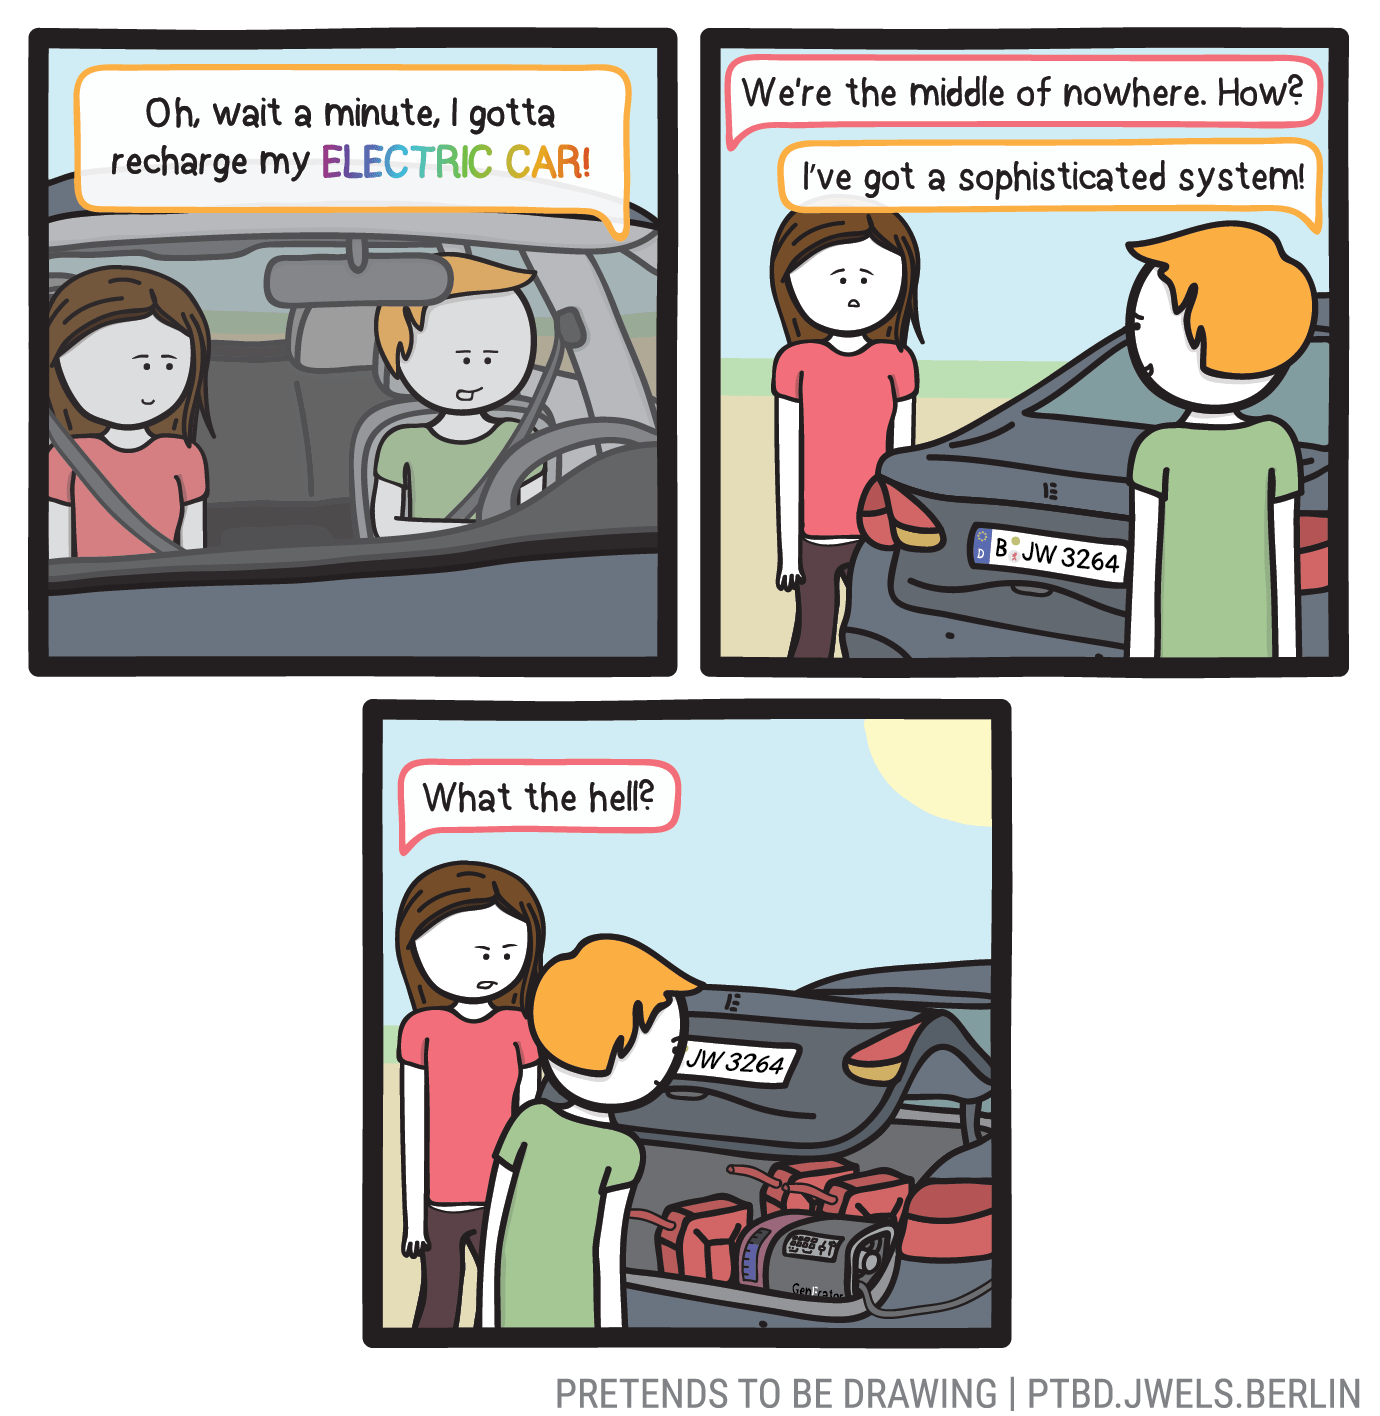 Oh, wait a minute, I gotta
recharge my ELECTRIC CAR!
We're the middle of nowhere. How?
I've got a sophisticated system!
D
B JW 3264
What the hell?
JW 3264
GenErator
PRETENDS TO BE DRAWING | PTBD.JWELS.BERLIN